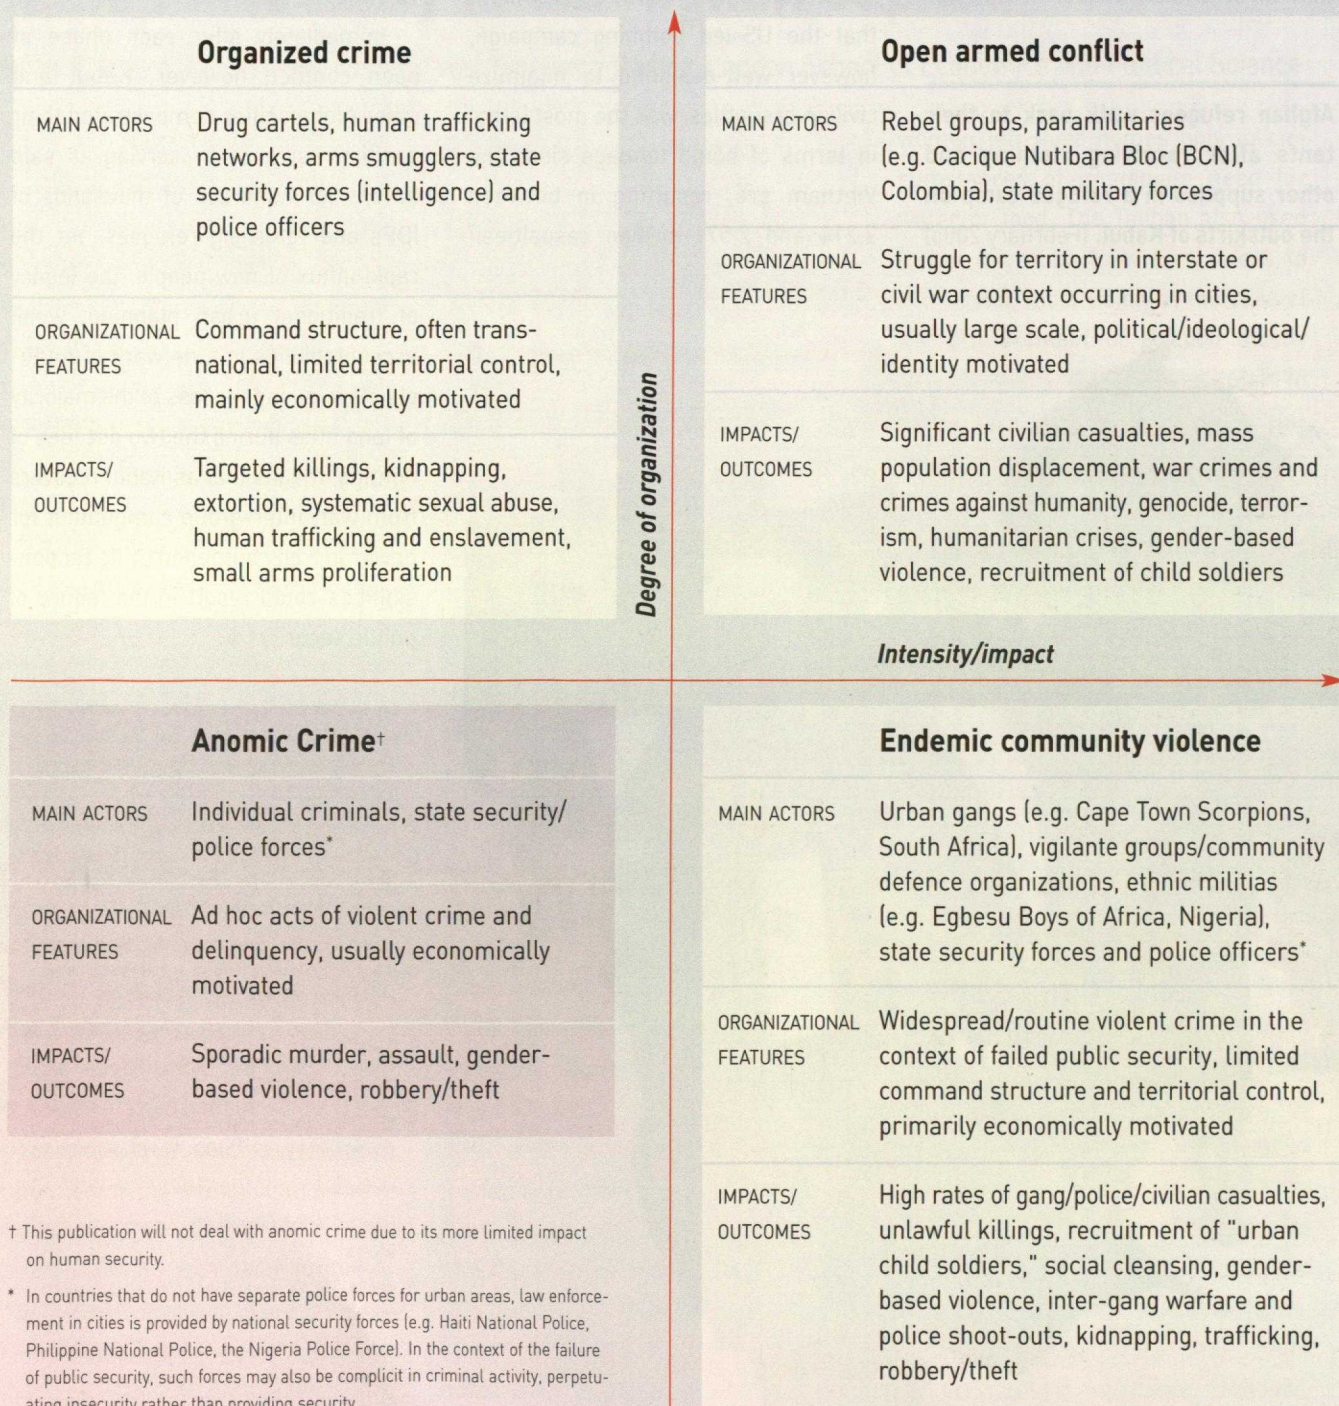 Organized crime
MAIN ACTORS
Drug cartels, human trafficking
networks, arms smugglers, state
security forces (intelligence) and
police officers
ORGANIZATIONAL
FEATURES
Command structure, often trans-
national, limited territorial control,
mainly economically motivated
IMPACTS/
OUTCOMES
Targeted killings, kidnapping,
extortion, systematic sexual abuse,
human trafficking and enslavement,
small arms proliferation
Degree of organization
Open armed conflict
MAIN ACTORS
Rebel groups, paramilitaries
(e.g. Cacique Nutibara Bloc (BCN),
Colombia), state military forces
ORGANIZATIONAL
FEATURES
Struggle for territory in interstate or
civil war context occurring in cities,
usually large scale, political/ideological/
identity motivated
IMPACTS/
OUTCOMES
Significant civilian casualties, mass
population displacement, war crimes and
crimes against humanity, genocide, terror-
ism, humanitarian crises, gender-based
violence, recruitment of child soldiers
Intensity/impact
Anomic Crime†
MAIN ACTORS
Individual criminals, state security/
police forces*
ORGANIZATIONAL
FEATURES
Ad hoc acts of violent crime and
delinquency, usually economically
motivated
IMPACTS/
OUTCOMES
Sporadic murder, assault, gender-
based violence, robbery/theft
† This publication will not deal with anomic crime due to its more limited impact
on human security.
* In countries that do not have separate police forces for urban areas, law enforce-
ment in cities is provided by national security forces (e.g. Haiti National Police,
Philippine National Police, the Nigeria Police Force). In the context of the failure
of public security, such forces may also be complicit in criminal activity, perpetu-
ating insecurity rather than providing security.
Endemic community violence
MAIN ACTORS
Urban gangs (e.g. Cape Town Scorpions,
South Africa), vigilante groups/community
defence organizations, ethnic militias
(e.g. Egbesu Boys of Africa, Nigeria),
state security forces and police officers*
ORGANIZATIONAL
FEATURES
Widespread/routine violent crime in the
context of failed public security, limited
command structure and territorial control,
primarily economically motivated
IMPACTS/
OUTCOMES
High rates of gang/police/civilian casualties,
unlawful killings, recruitment of "urban
child soldiers," social cleansing, gender-
based violence, inter-gang warfare and
police shoot-outs, kidnapping, trafficking,
robbery/theft